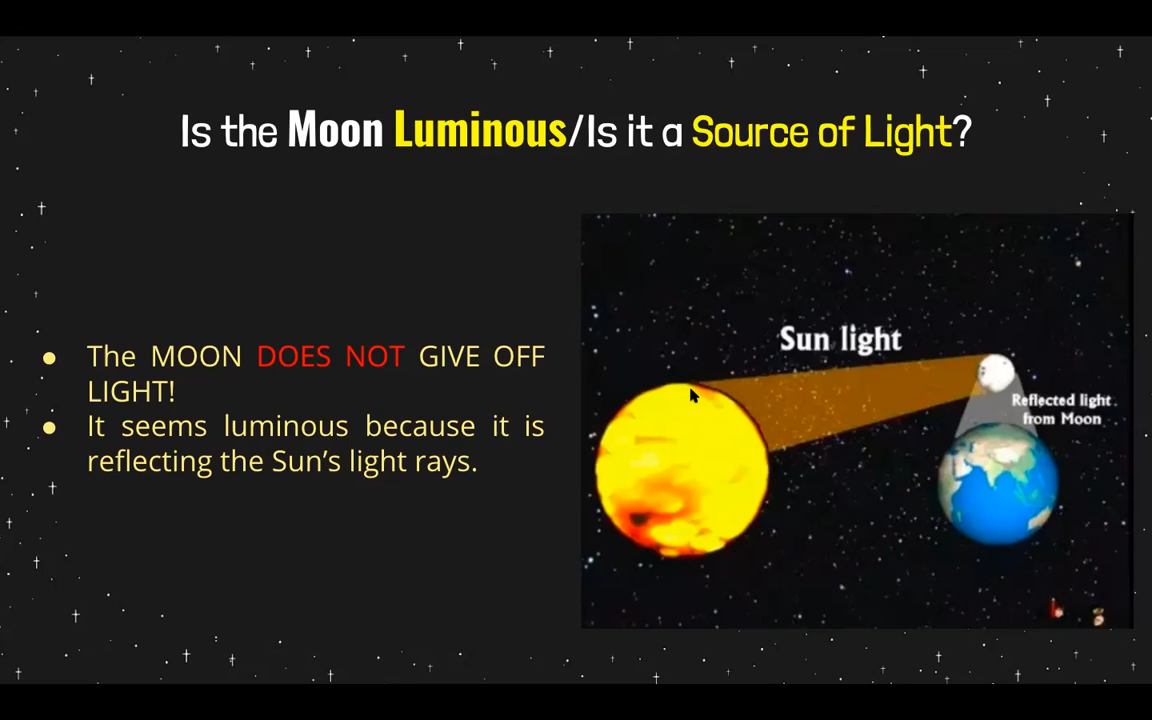 Is the Moon Luminous/Is it a Source of Light?
● The MOON DOES NOT GIVE OFF
LIGHT!
● It seems luminous because it is
reflecting the Sun’s light rays.
Sun light
Reflected light
from Moon